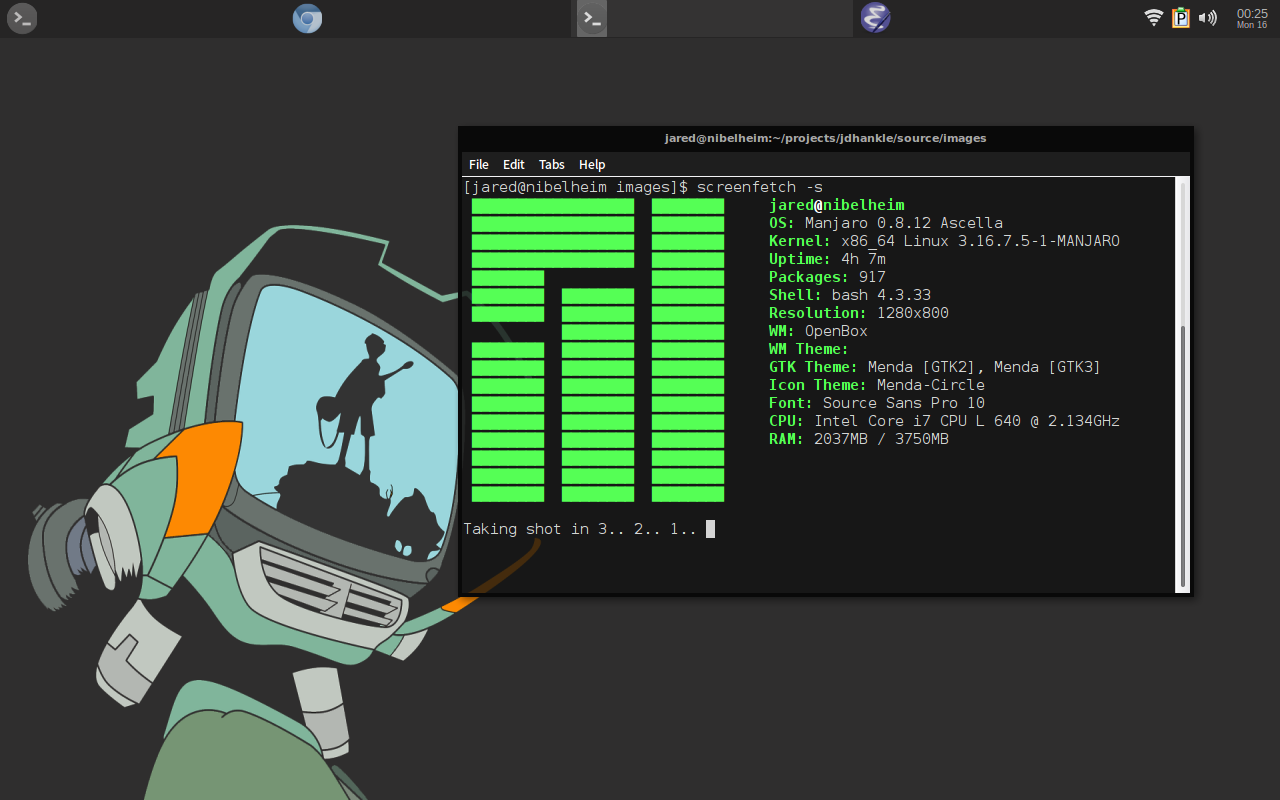 00:25
Mon 16
jared@nibelheim:~/projects/jdhankle/source/images
File Edit Tabs Help
[jared@nibelheim images]$ screenfetch -s
jared@nibelheim
OS: Manjaro 0.8.12 Ascella
Kernel: x86_64 Linux 3.16.7.5-1-MANJARO
Uptime: 4h 7m
Packages: 917
Shell: bash 4.3.33
Resolution: 1280x800
WM: OpenBox
WM Theme:
GTK Theme: Menda [GTK2], Menda [GTK3]
Icon Theme: Menda-Circle
Font: Source Sans Pro 10
CPU: Intel Core i7 CPU L 640 @ 2.134GHz
RAM: 2037MB / 3750MB
Taking shot in 3.. 2.. 1..